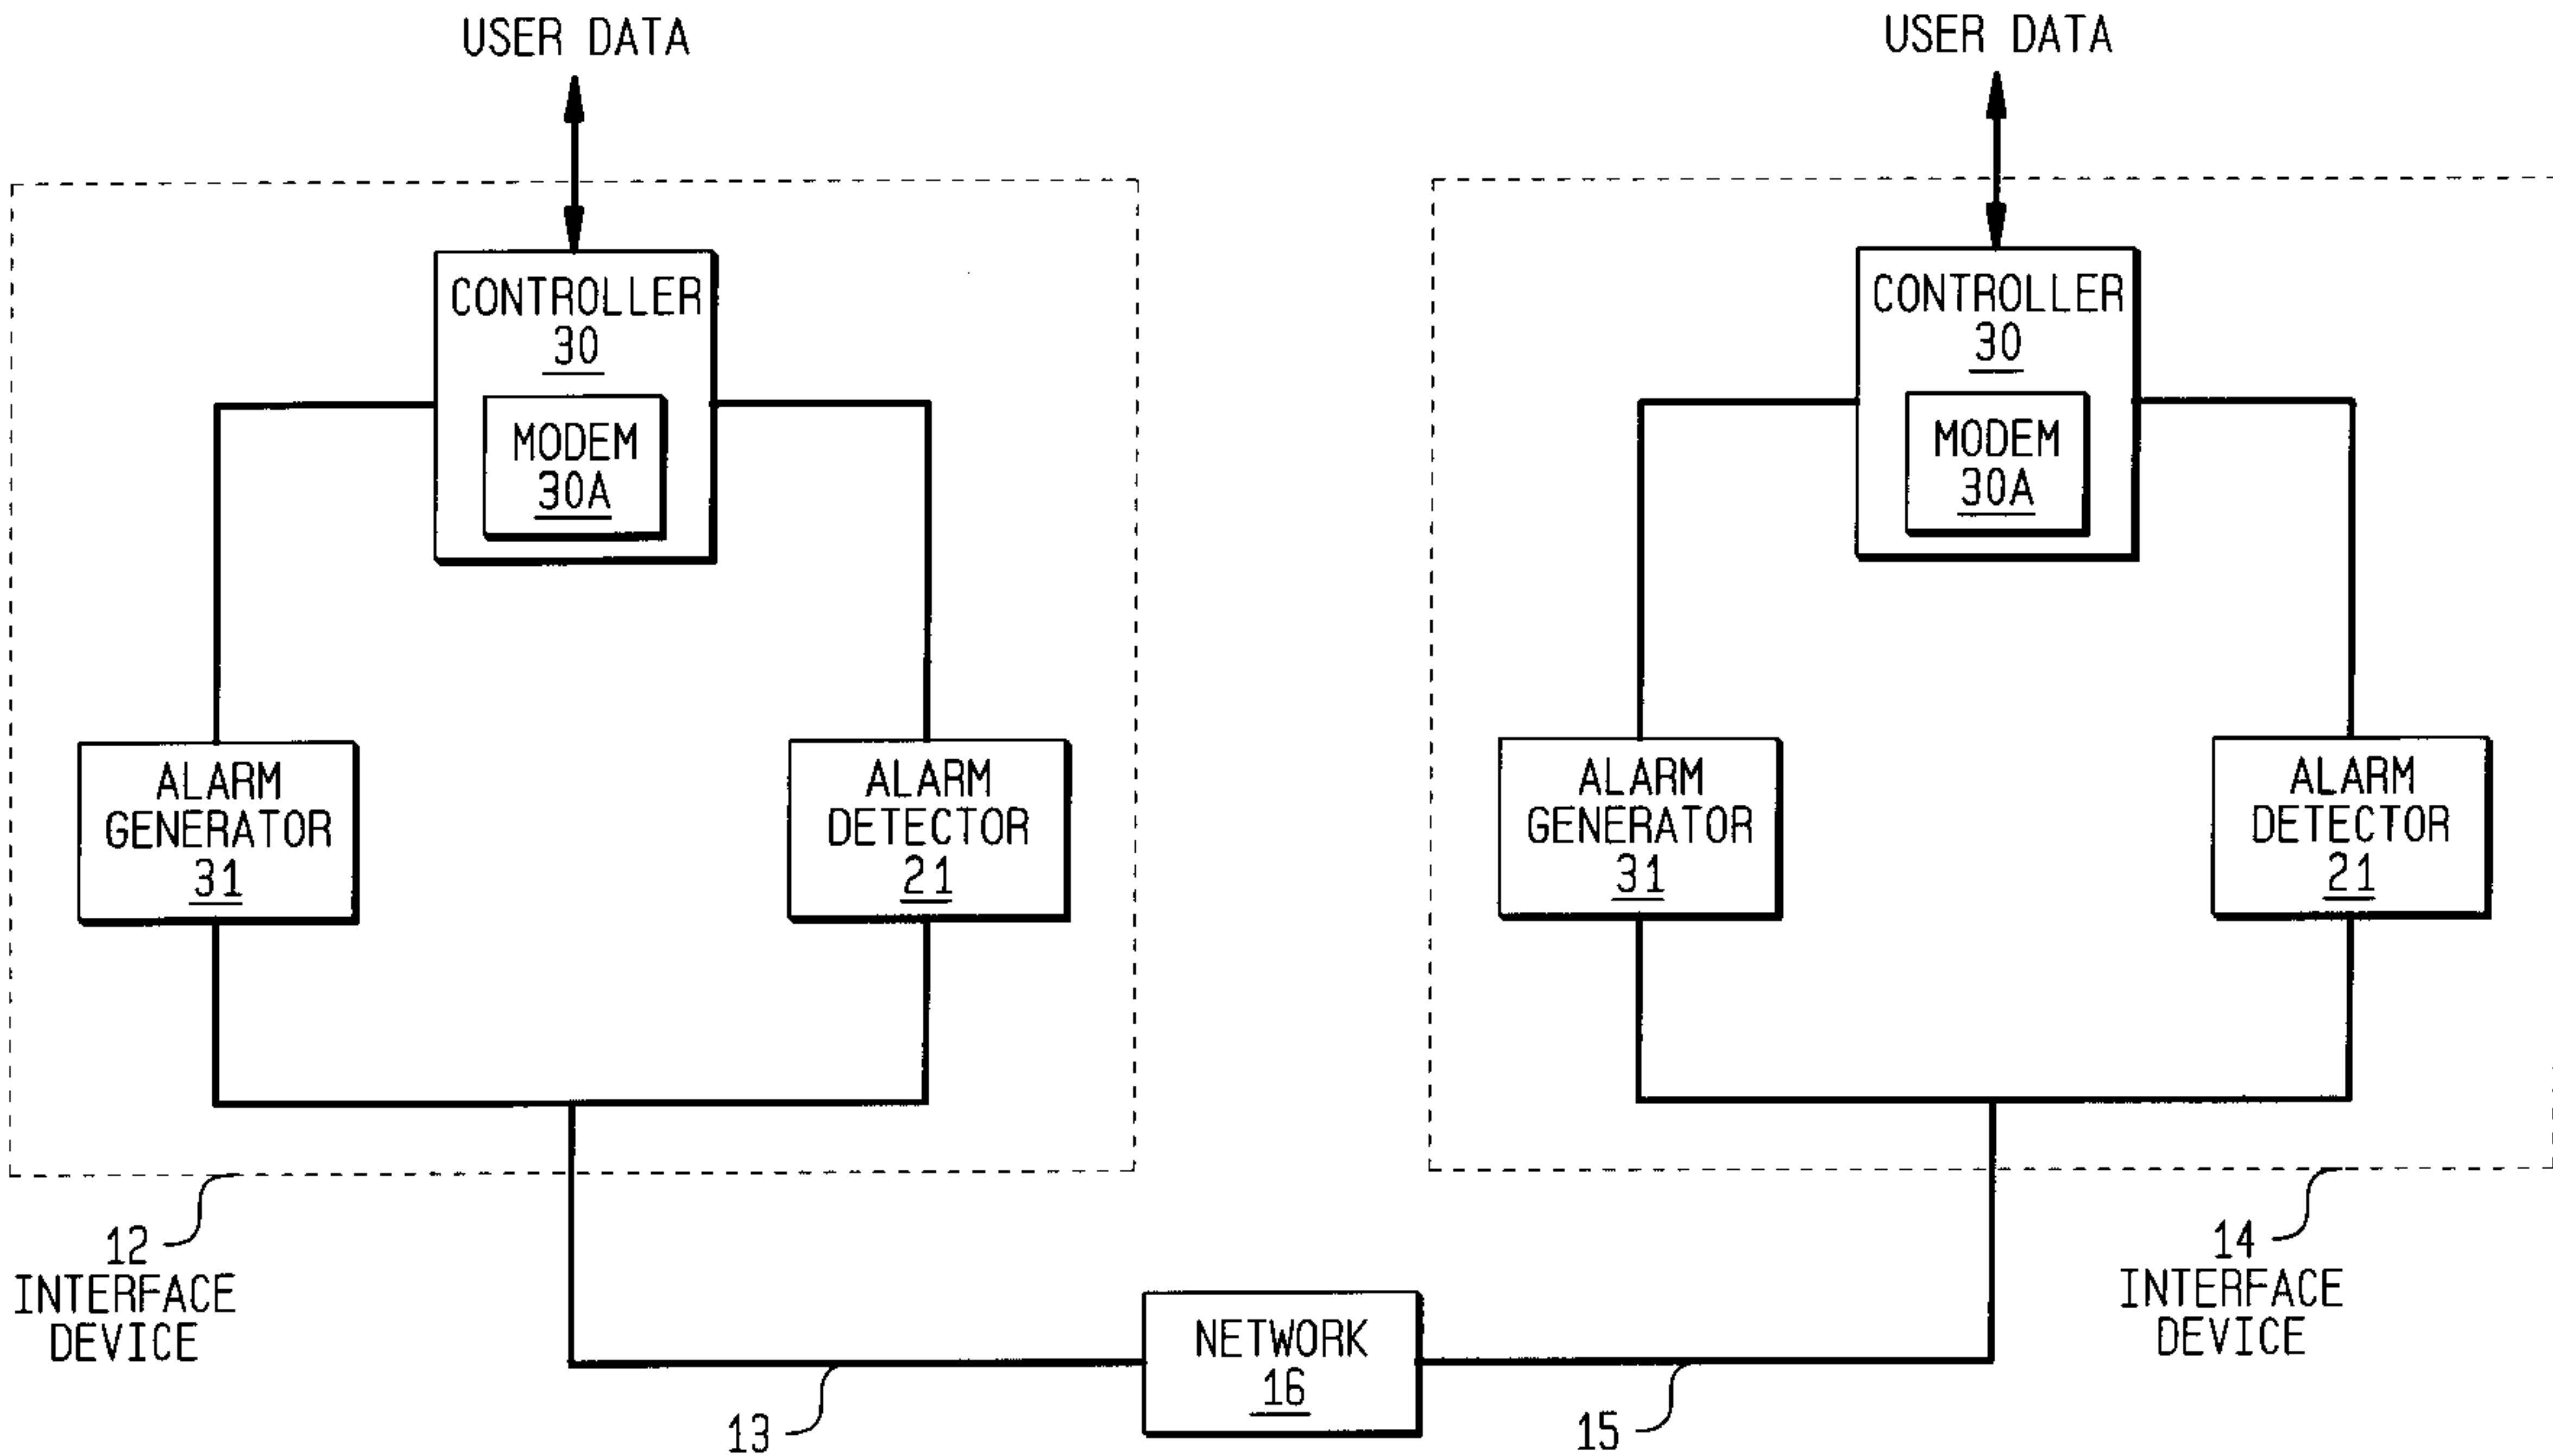 USER DATA
CONTROLLER
30
MODEM
30A
ALARM
GENERATOR
31
ALARM
DETECTOR
21
12
INTERFACE
DEVICE
USER DATA
CONTROLLER
30
MODEM
30A
ALARM
GENERATOR
31
ALARM
DETECTOR
21
14
INTERFACE
DEVICE
13
NETWORK
16
15